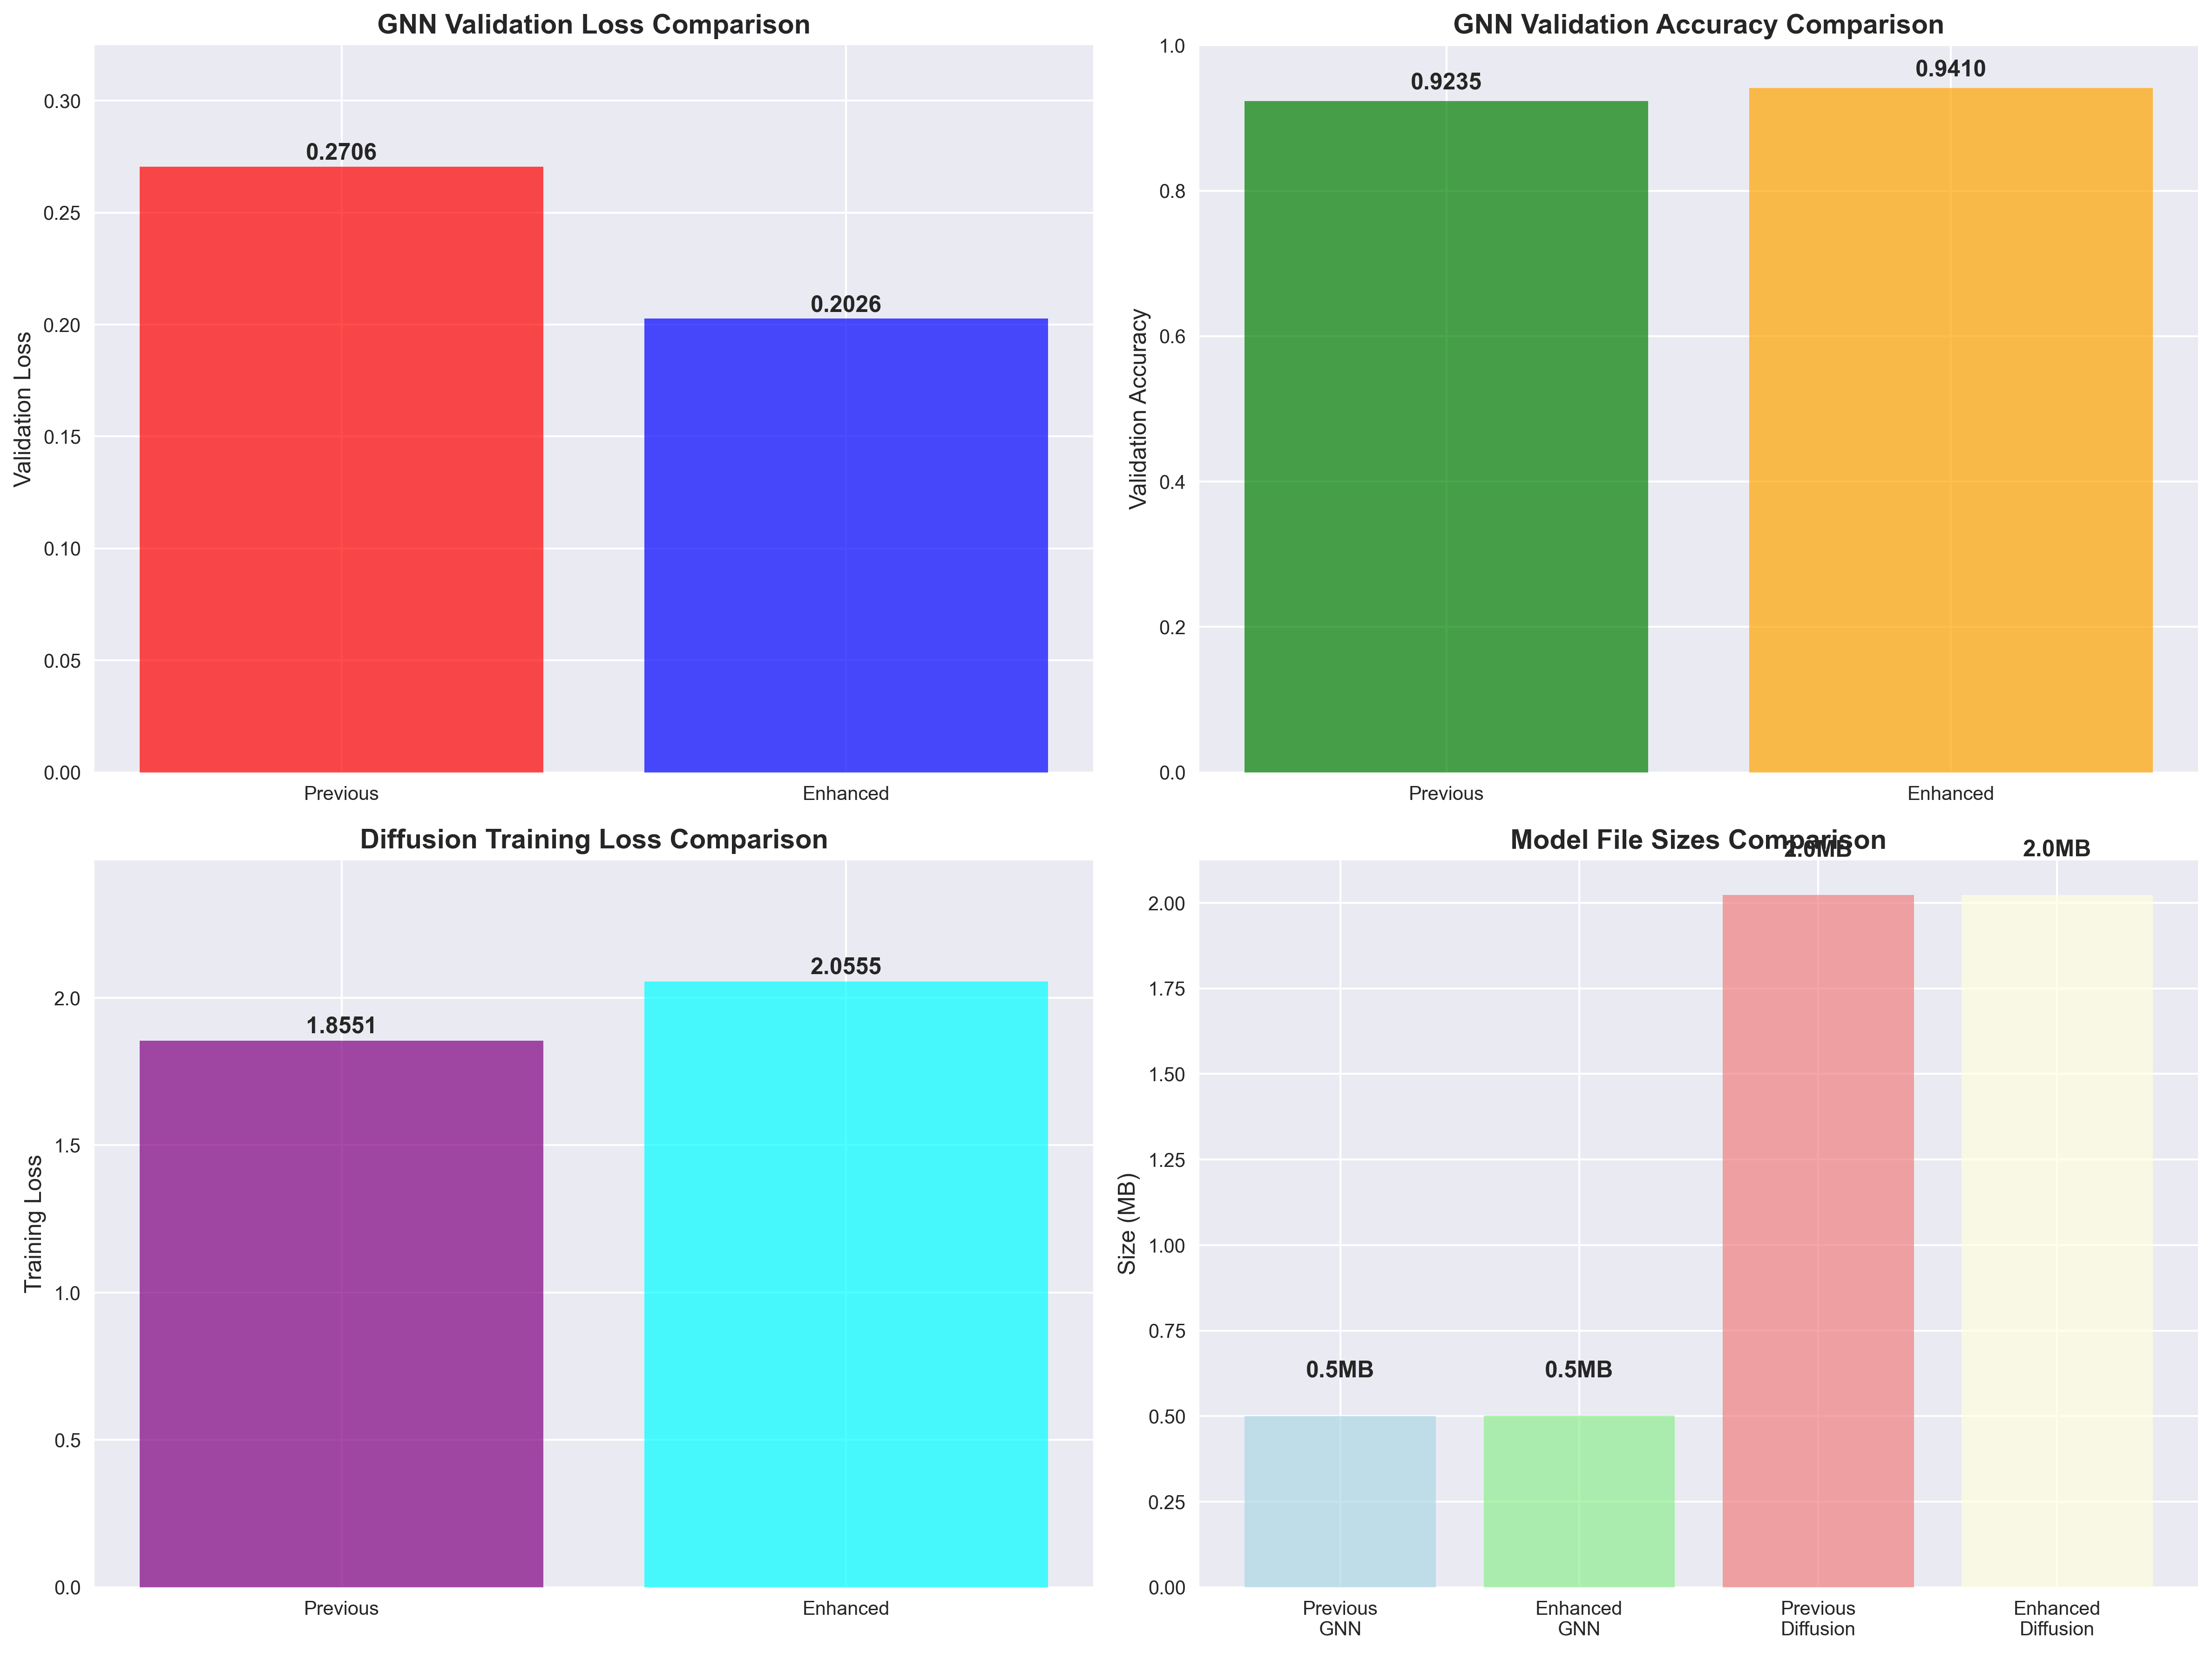 GNN Validation Loss Comparison
Validation Loss
0.30
0.25
0.20
0.15
0.10
0.05
0.00
0.2706
0.2026
Previous
Enhanced
GNN Validation Accuracy Comparison
Validation Accuracy
1.0
0.8
0.6
0.4
0.2
0.0
0.9235
0.9410
Previous
Enhanced
Diffusion Training Loss Comparison
Training Loss
2.0
1.5
1.0
0.5
0.0
1.8551
2.0555
Previous
Enhanced
Model File Sizes Comparison
Size (MB)
2.00
1.75
1.50
1.25
1.00
0.75
0.50
0.25
0.00
0.5MB
0.5MB
2.0MB
2.0MB
Previous
GNN
Enhanced
GNN
Previous
Diffusion
Enhanced
Diffusion